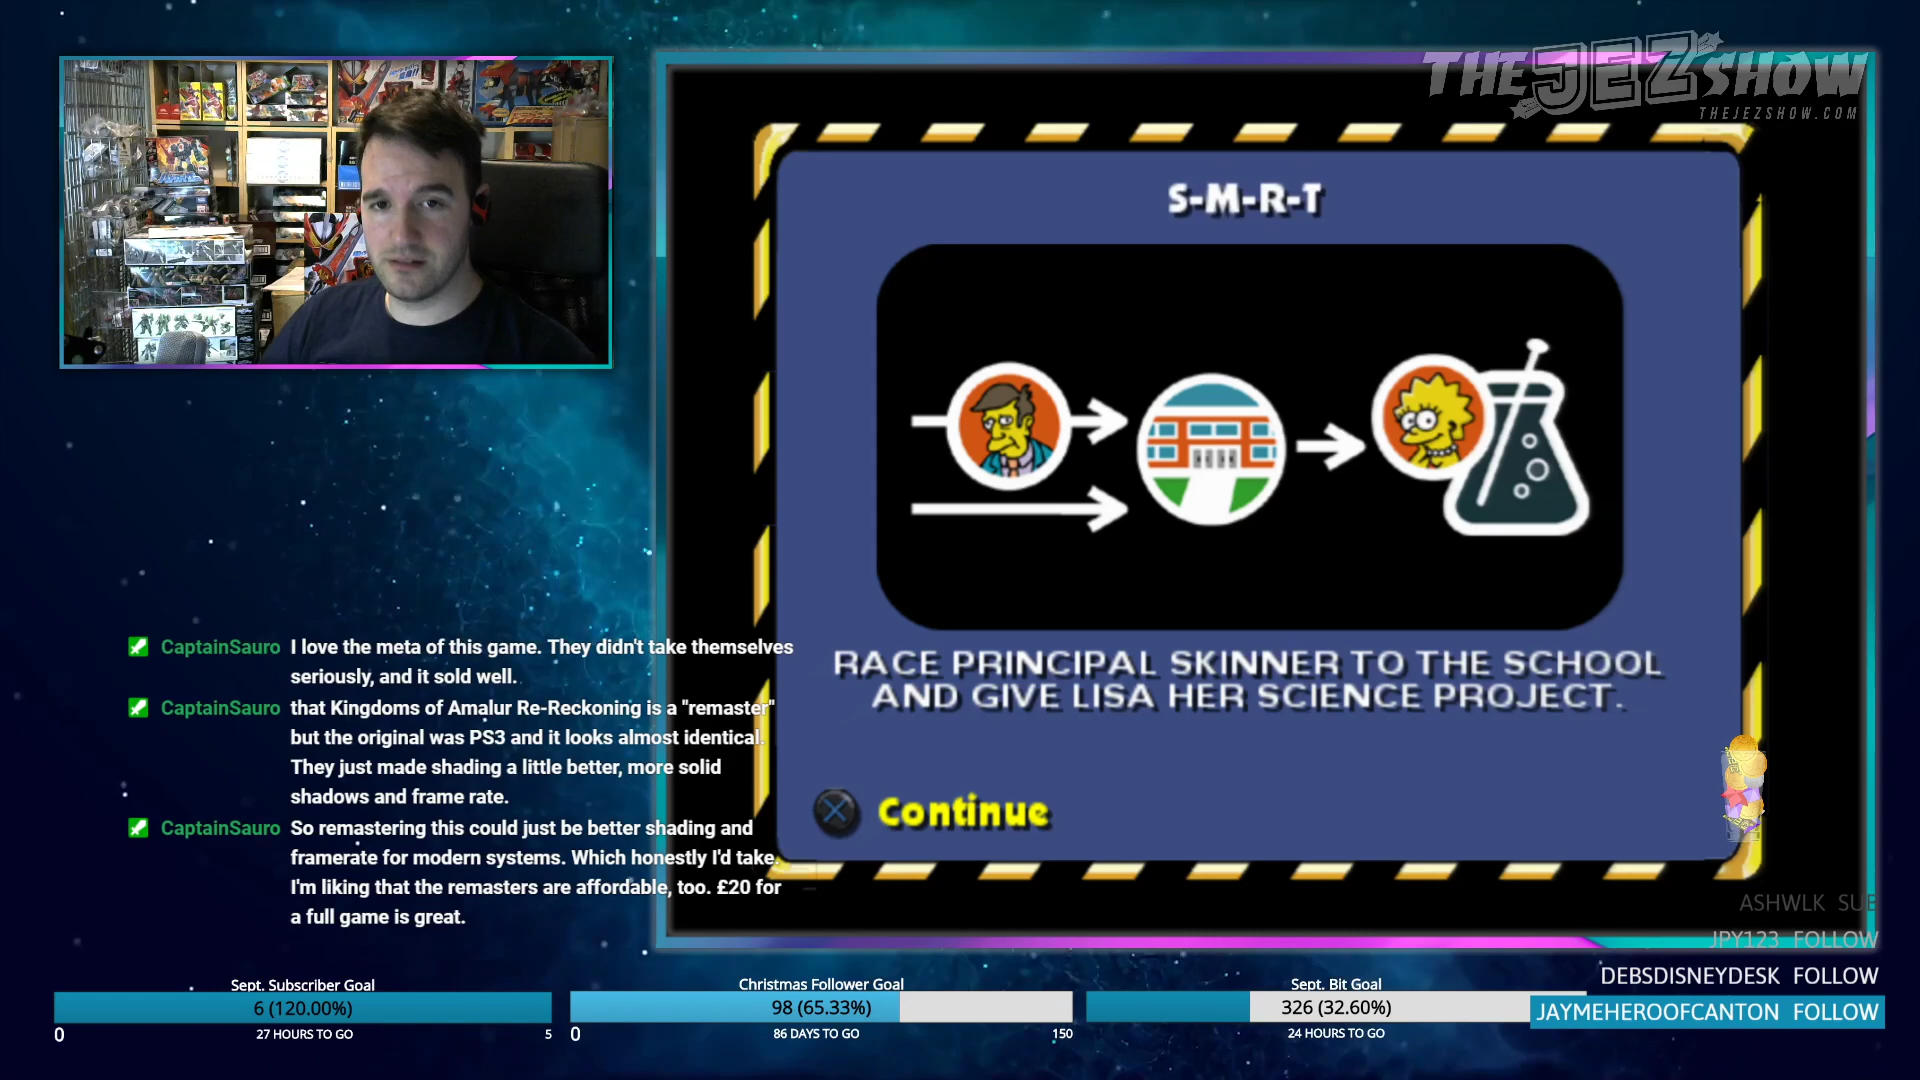 THE JEZ SHOW
THEJEZSHOW.COM
S-M-R-T
RACE PRINCIPAL SKINNER TO THE SCHOOL
AND GIVE LISA HER SCIENCE PROJECT.
Continue
CaptainSauro I love the meta of this game. They didn't take themselves
seriously, and it sold well.
CaptainSauro that Kingdoms of Amalur Re-Reckoning is a "remaster"
but the original was PS3 and it looks almost identical.
They just made shading a little better, more solid
shadows and frame rate.
CaptainSauro So remastering this could just be better shading and
framerate for modern systems. Which honestly I'd take.
I'm liking that the remasters are affordable, too. £20 for
a full game is great.
ASHWLK SUB
JPY123 FOLLOW
DEBSDISNEYDESK FOLLOW
JAYMEHEROOFCANTON FOLLOW
Sept. Subscriber Goal
6 (120.00%)
0 27 HOURS TO GO 5
Christmas Follower Goal
98 (65.33%)
0 86 DAYS TO GO 150
Sept. Bit Goal
326 (32.60%)
24 HOURS TO GO